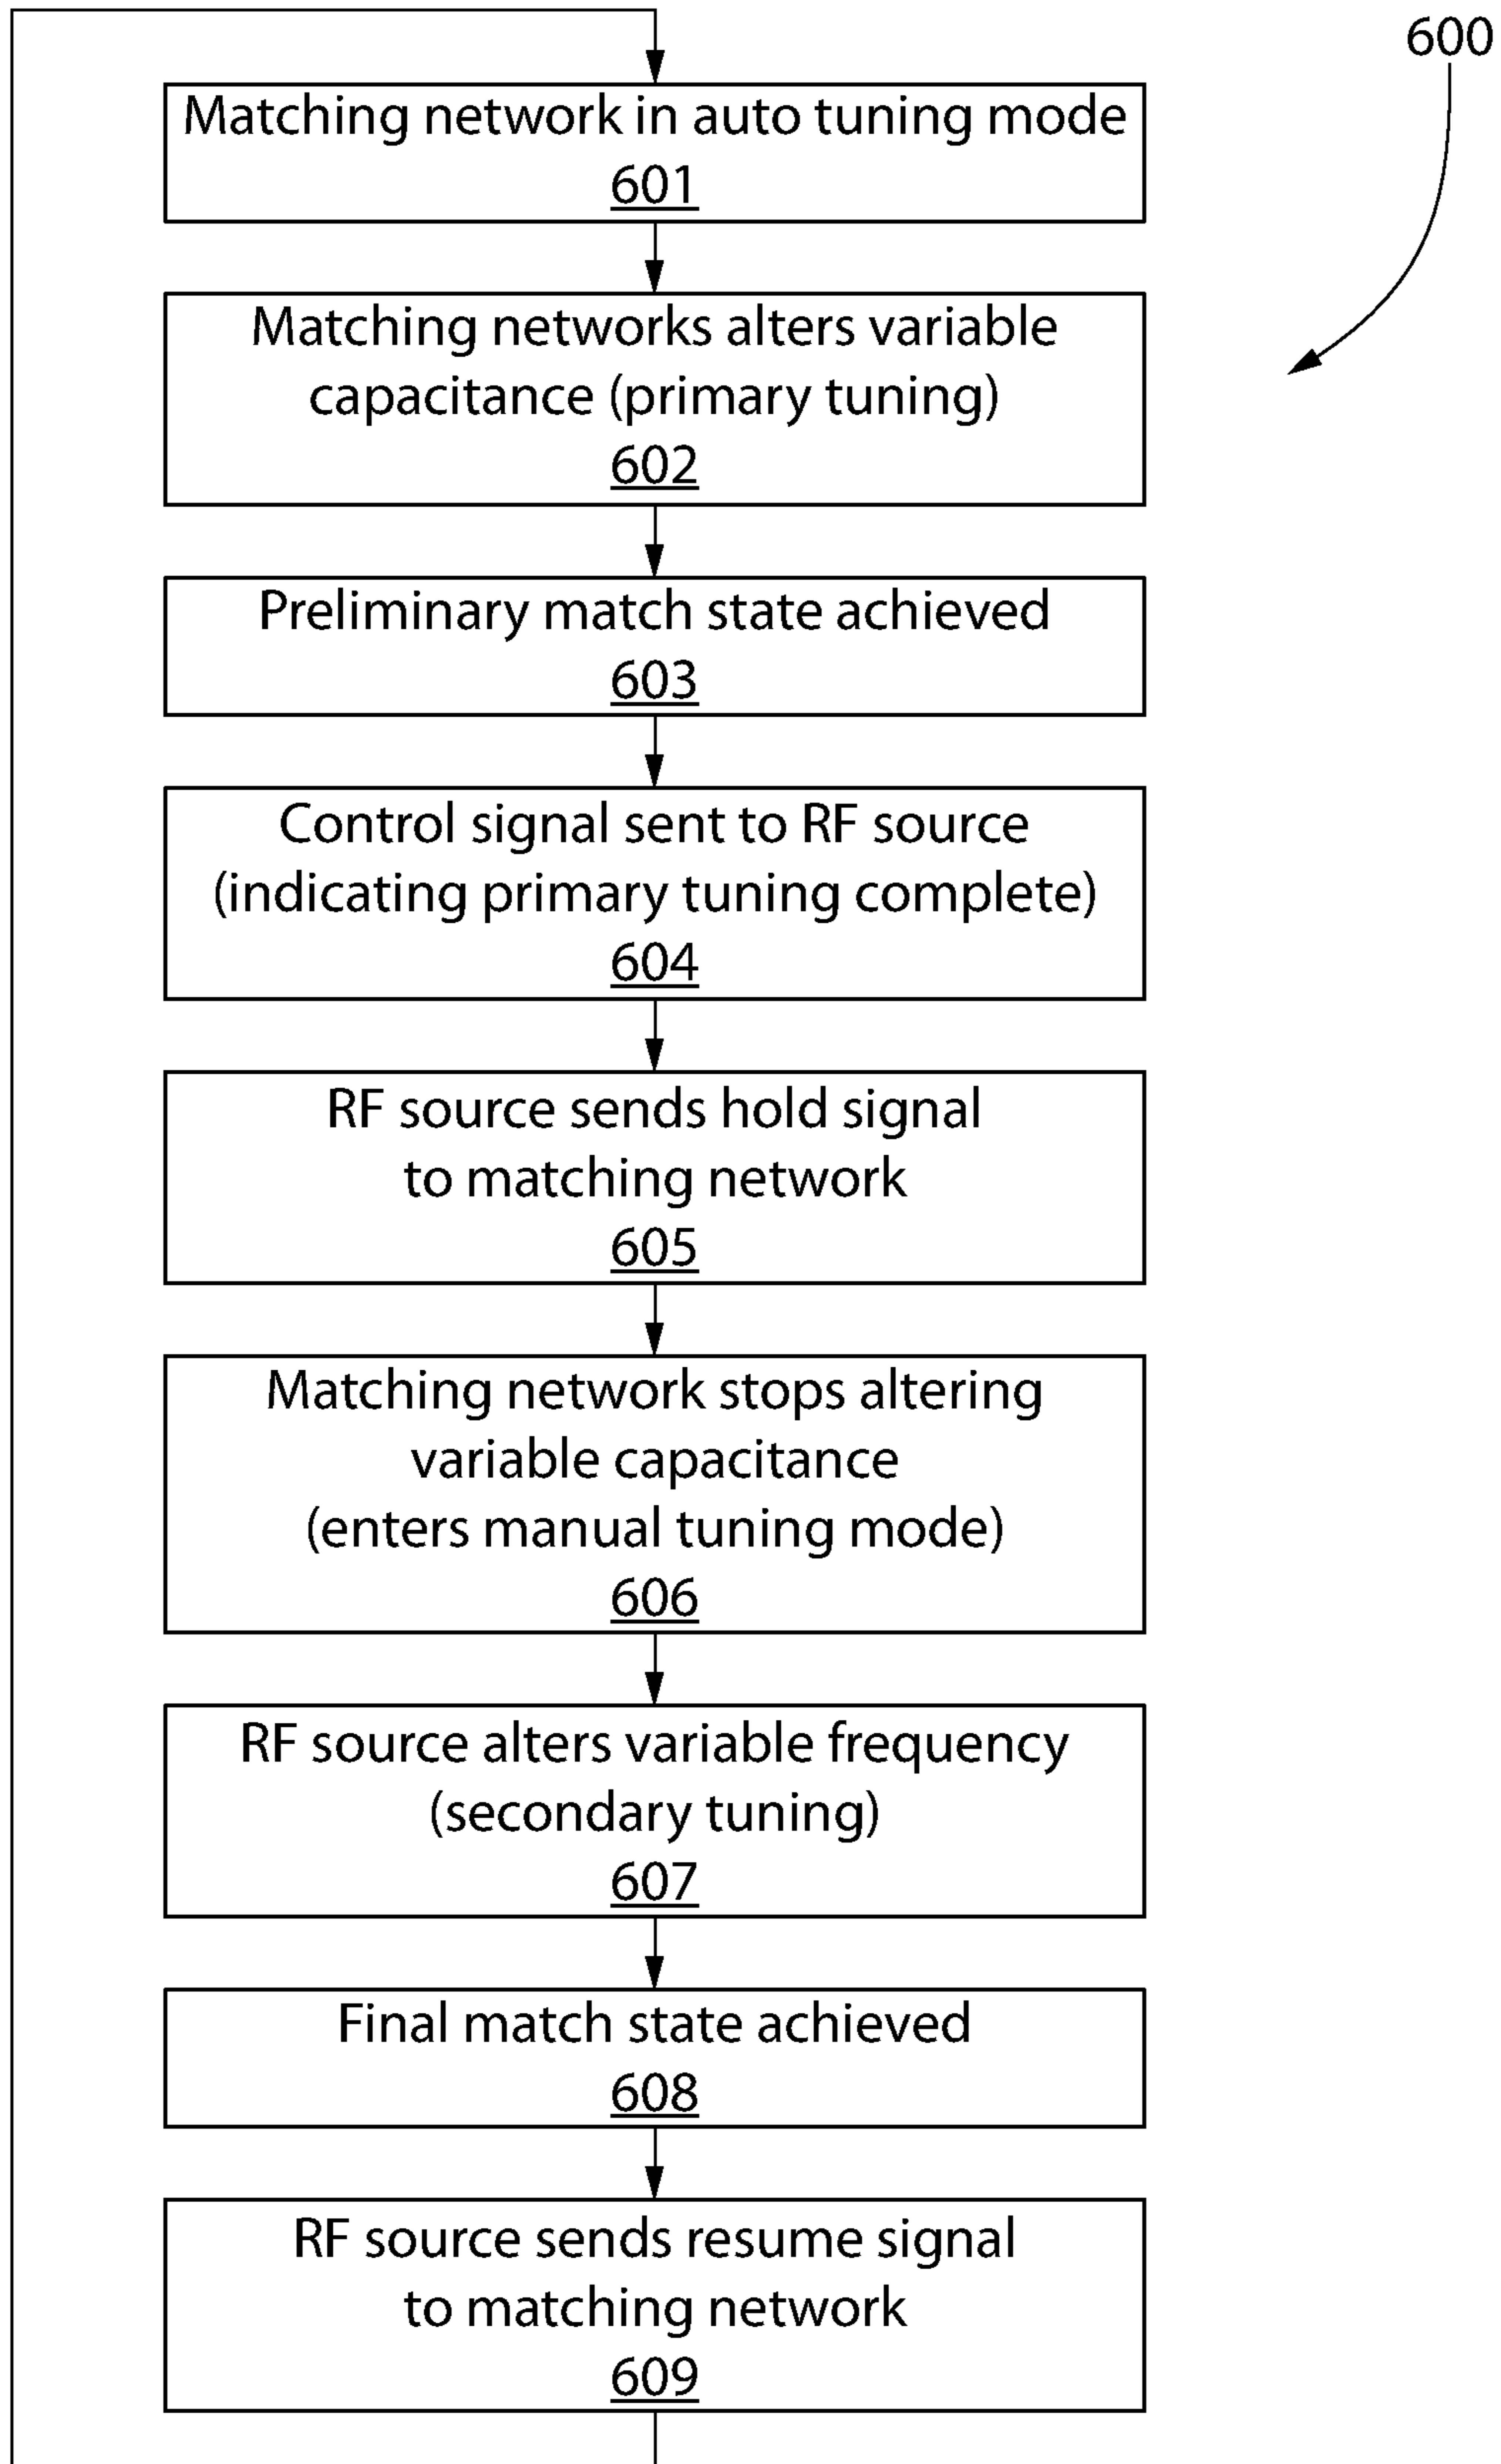 600
Matching network in auto tuning mode
601
Matching networks alters variable
capacitance (primary tuning)
602
Preliminary match state achieved
603
Control signal sent to RF source
(indicating primary tuning complete)
604
RF source sends hold signal
to matching network
605
Matching network stops altering
variable capacitance
(enters manual tuning mode)
606
RF source alters variable frequency
(secondary tuning)
607
Final match state achieved
608
RF source sends resume signal
to matching network
609